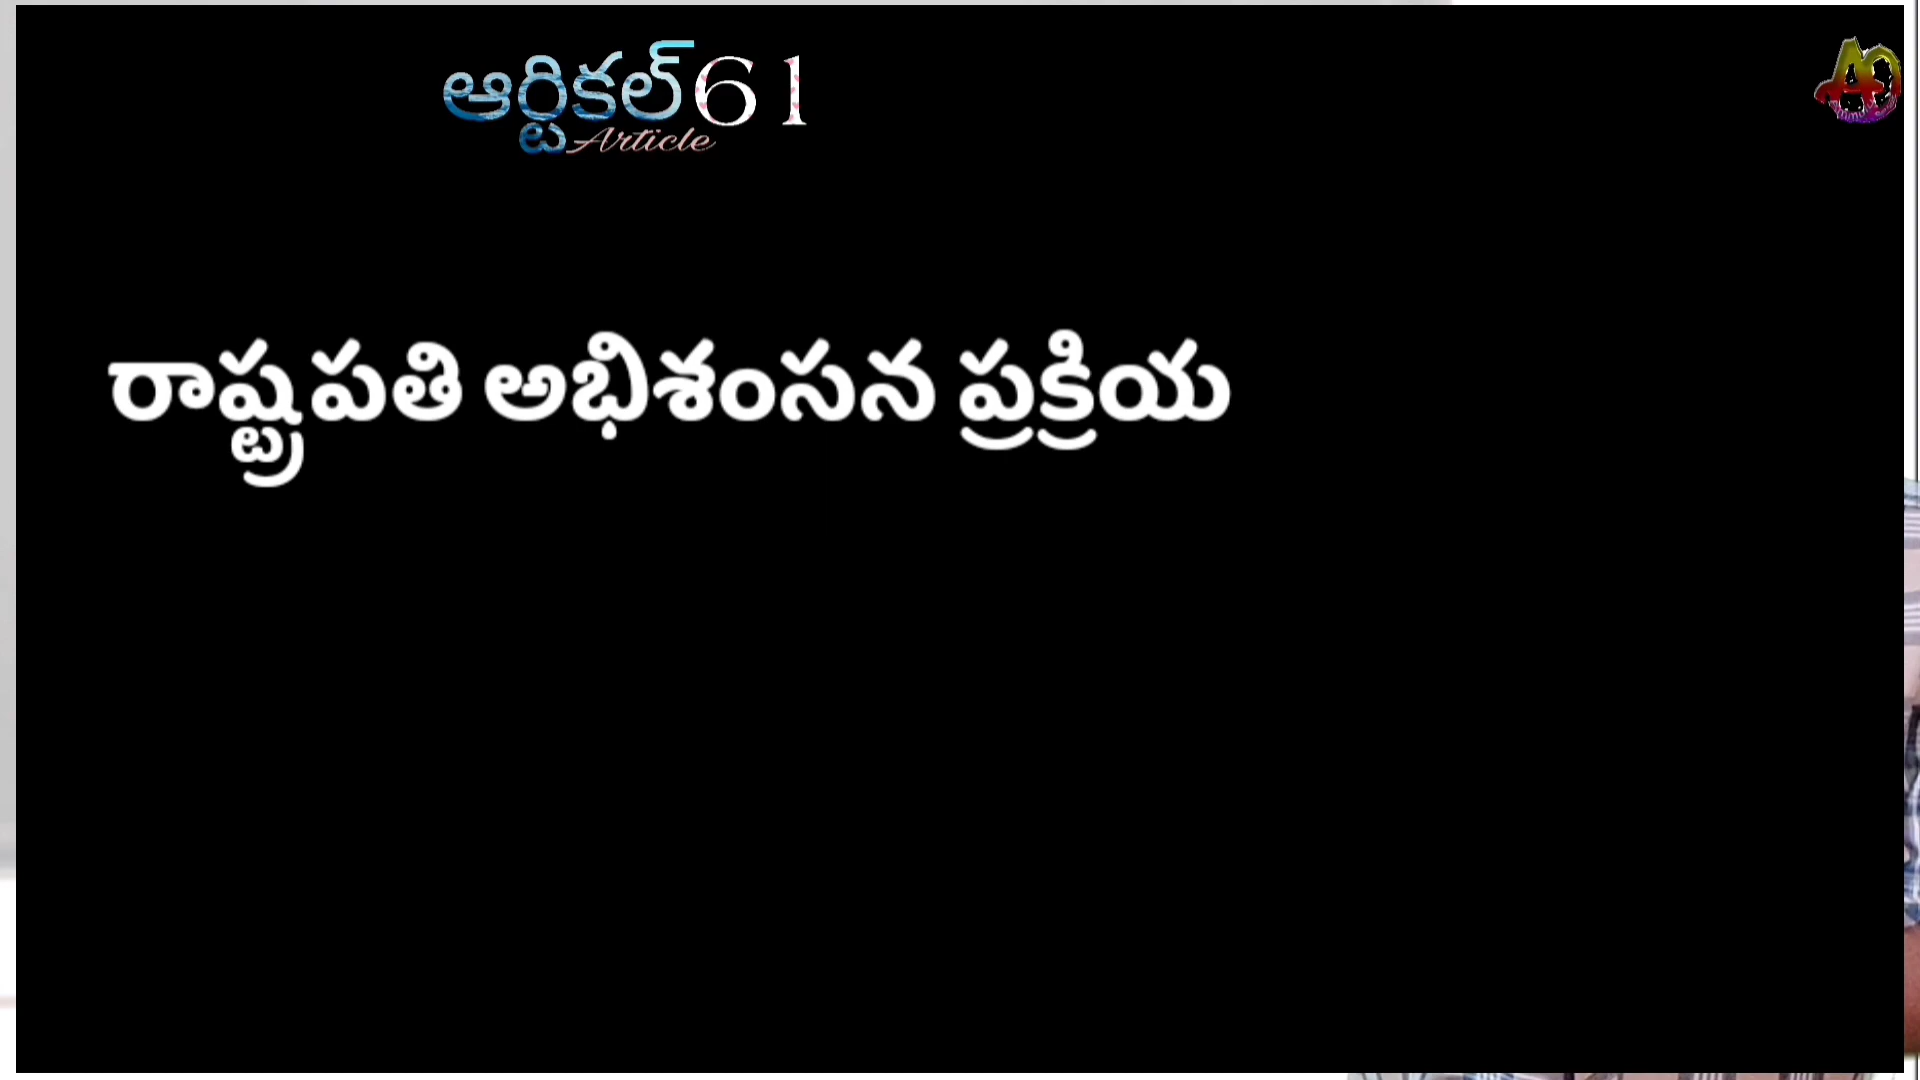 ఆర్టికల్ 61
Article
రాష్ట్రపతి అభిశంసన ప్రక్రియ